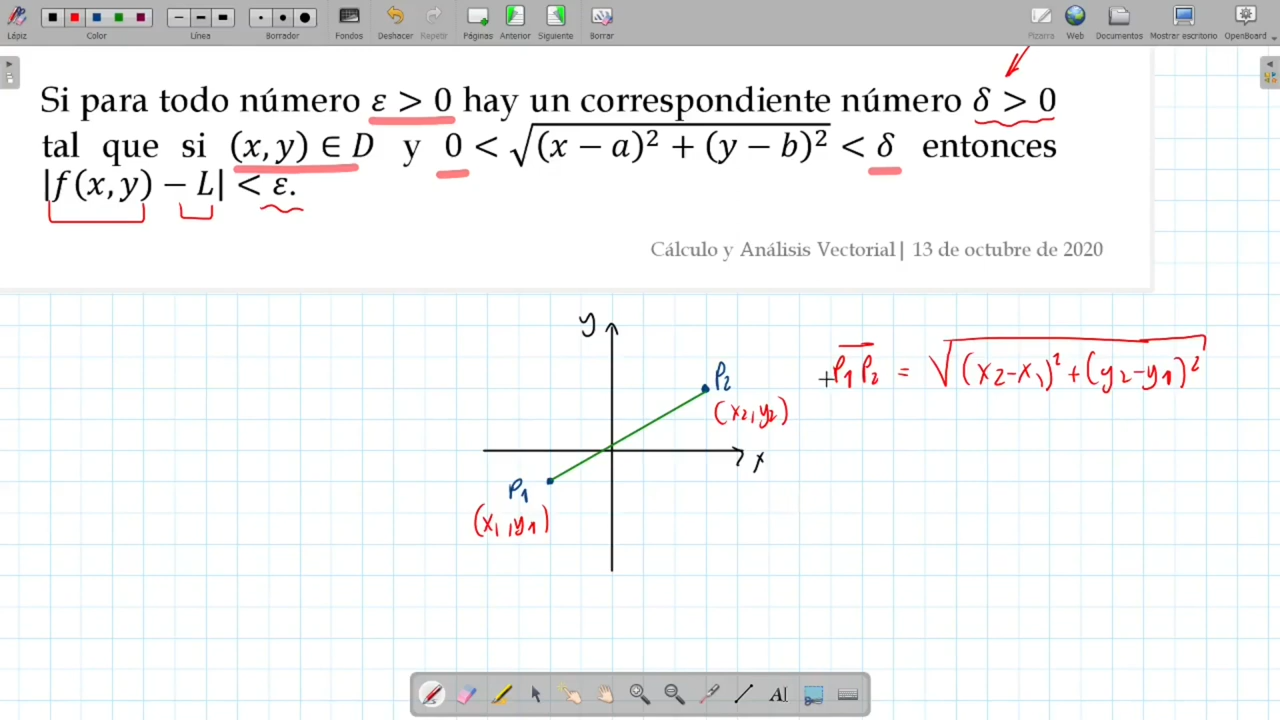 Lápiz Color Línea Borrador Fondos Deshacer Repetir Páginas Anterior Siguiente Borrar Pizarra Web Documentos Mostrar escritorio OpenBoard
Si para todo número ε > 0 hay un correspondiente número δ > 0
tal que si (x, y) ∈ D y 0 < √((x − a)² + (y − b)²) < δ entonces
|f(x, y) − L| < ε.
Cálculo y Análisis Vectorial| 13 de octubre de 2020
y
P₁P₂ = √((x₂−x₁)²+(y₂−y₁)²)
P₂
(x₂,y₂)
x
P₁
(x₁,y₁)
AI